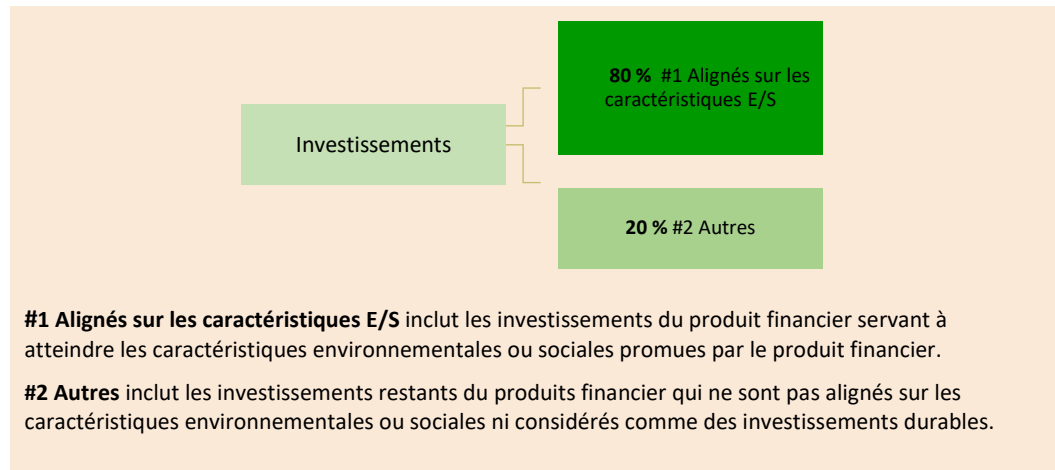 80 % #1 Alignés sur les
caractéristiques E/S
Investissements
20 % #2 Autres
#1 Alignés sur les caractéristiques E/S inclut les investissements du produit financier servant à
atteindre les caractéristiques environnementales ou sociales promues par le produit financier.
#2 Autres inclut les investissements restants du produits financier qui ne sont pas alignés sur les
caractéristiques environnementales ou sociales ni considérés comme des investissements durables.